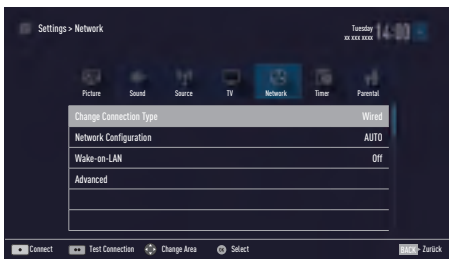 Settings > Network
Tuesday
xx xxx xxxx
14:00
Picture Sound Source TV Network Timer Parental
Change Connection Type Wired
Network Configuration AUTO
Wake-on-LAN Off
Advanced
Connect Test Connection Change Area OK Select BACK Zurück